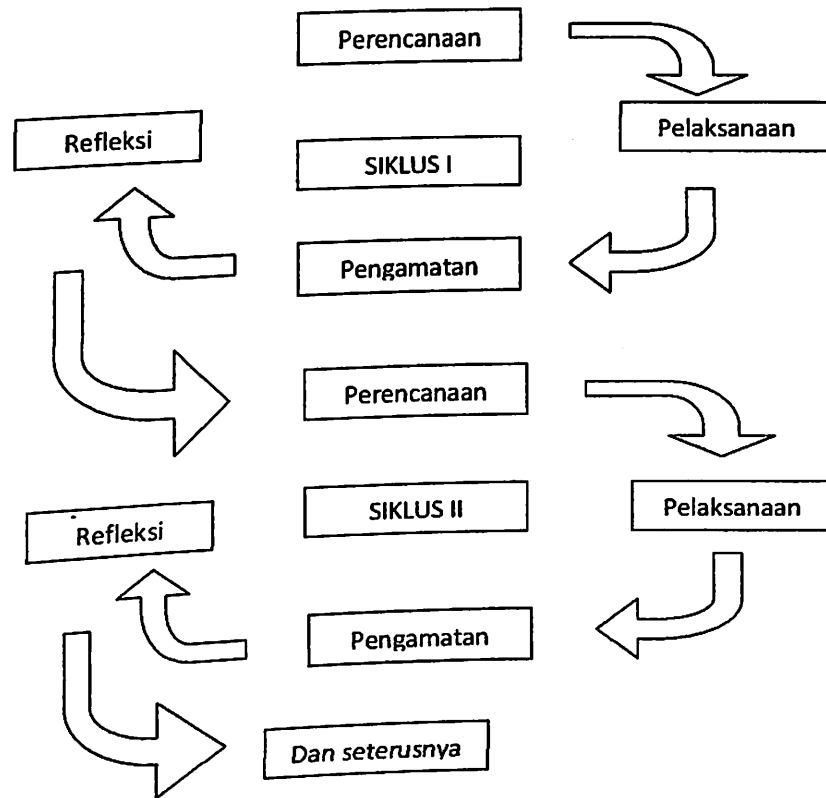 Perencanaan
Pelaksanaan
Refleksi
SIKLUS I
Pengamatan
Perencanaan
Pelaksanaan
Refleksi
SIKLUS II
Pengamatan
Dan seterusnya